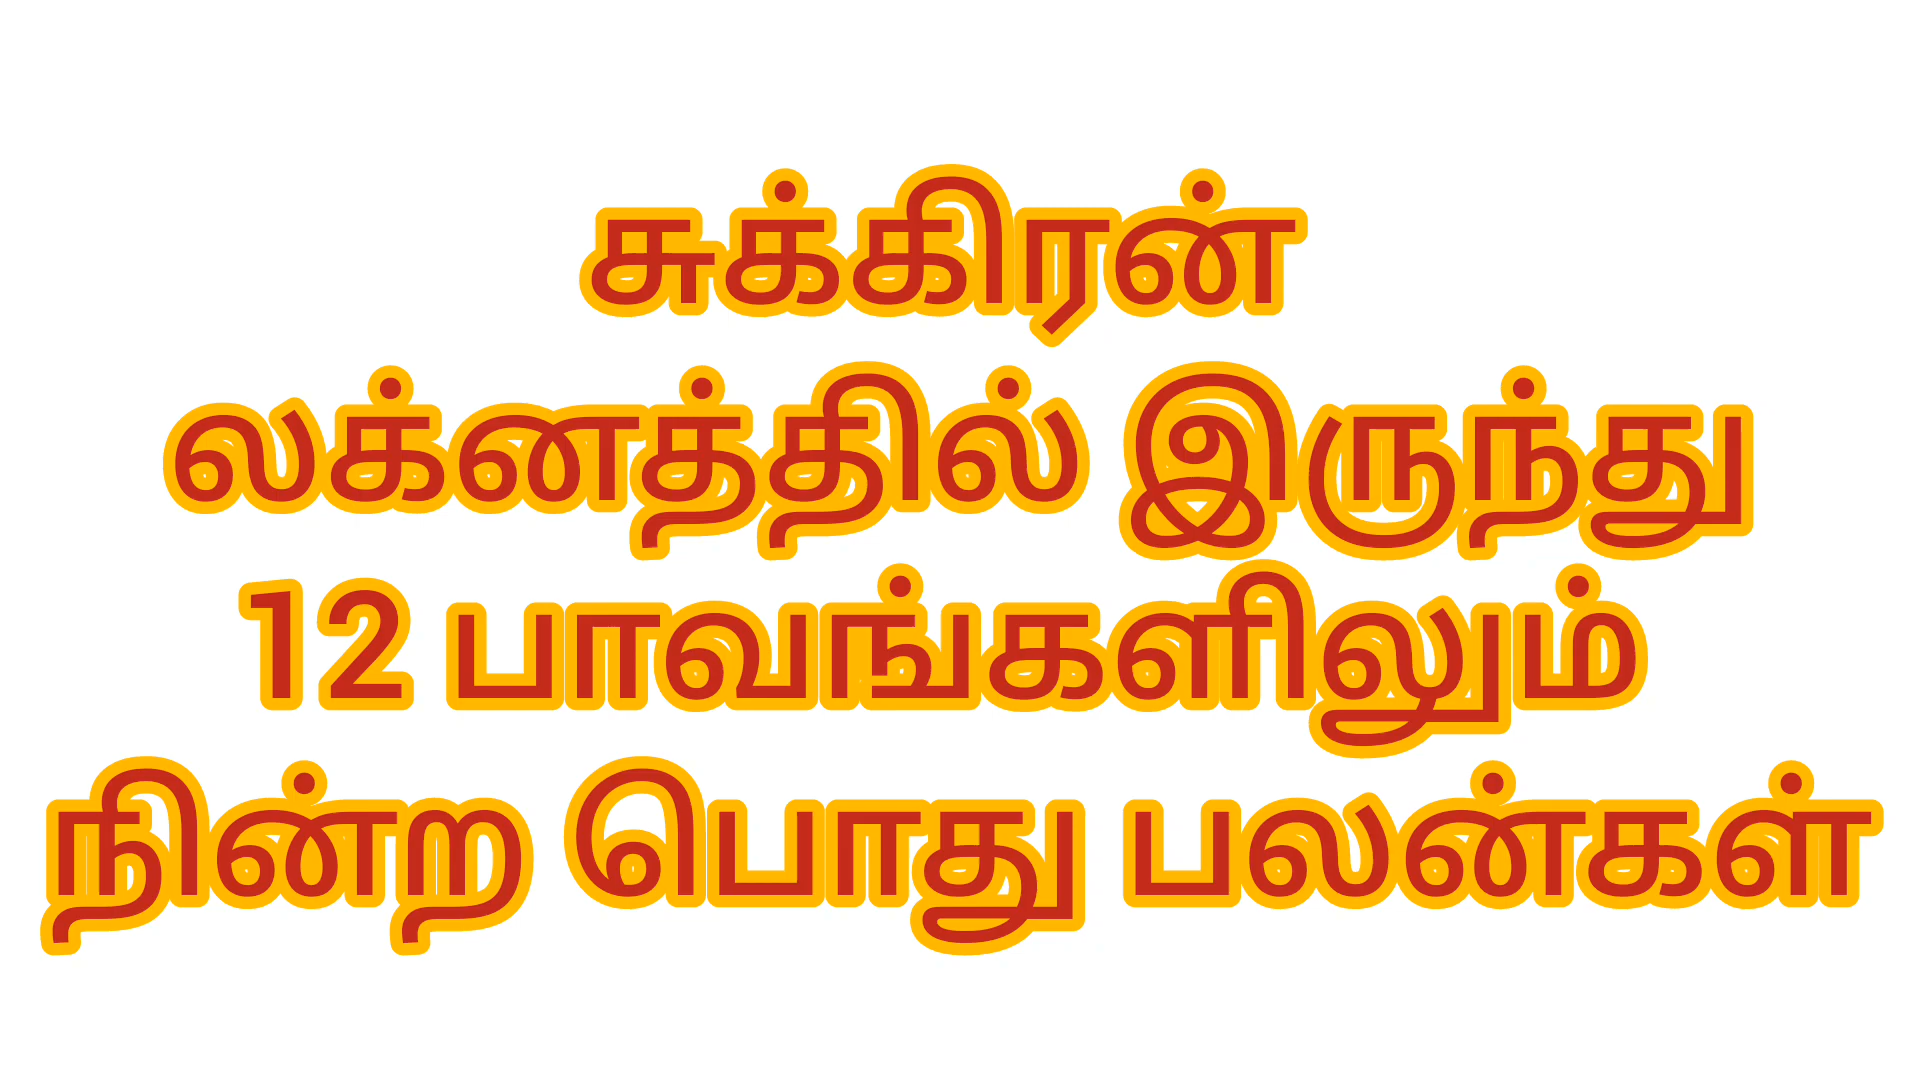 சுக்கிரன்
லக்னத்தில் இருந்து
12 பாவங்களிலும்
நின்ற பொது பலன்கள்